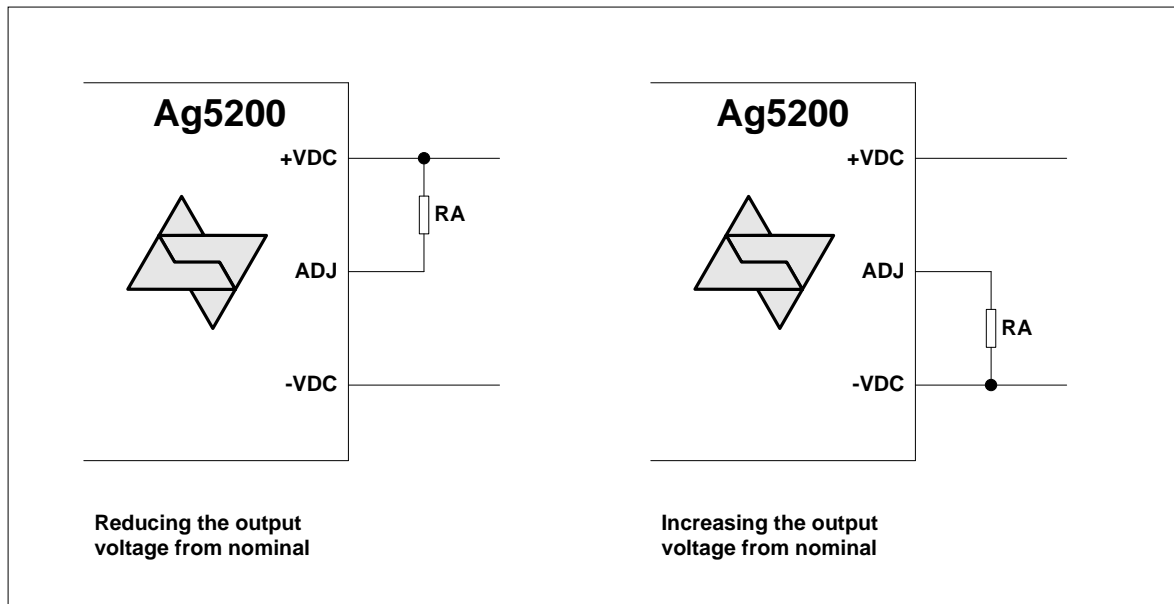 Ag5200
+VDC
RA
ADJ
-VDC
Reducing the output
voltage from nominal
Ag5200
+VDC
ADJ
RA
-VDC
Increasing the output
voltage from nominal